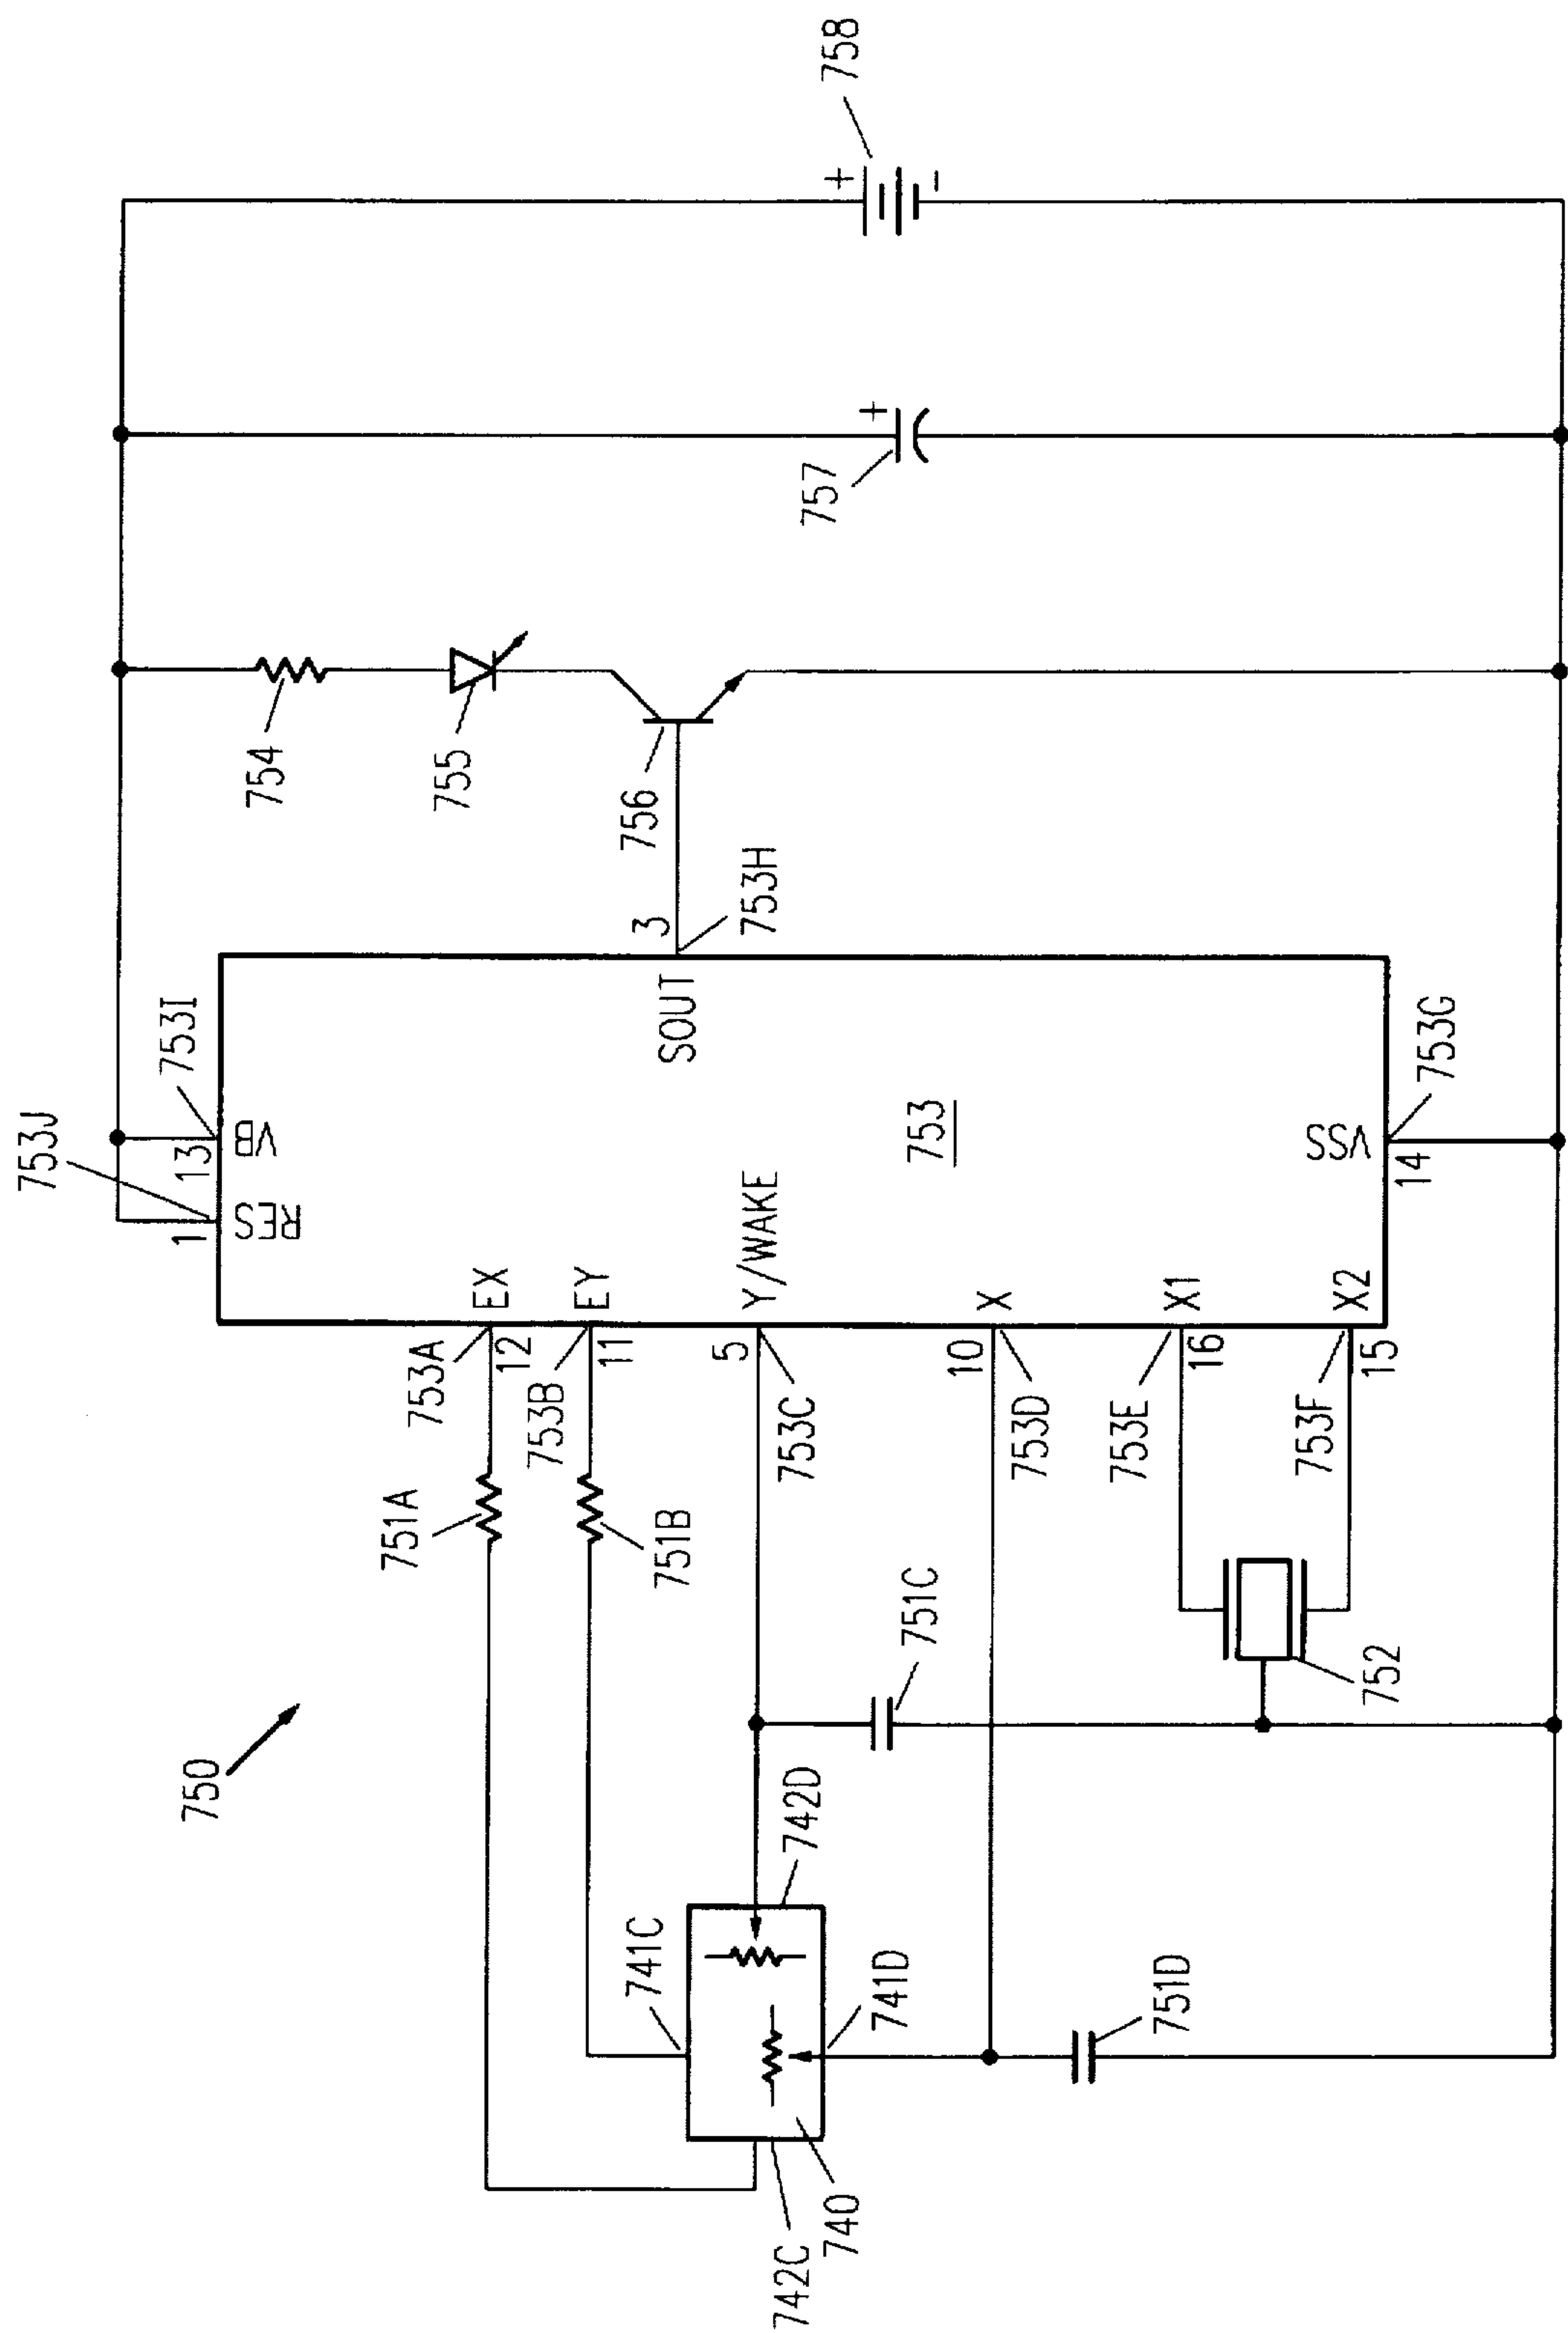 758
+
-
+
757
754
755
756
753J
753I
1
13
RES
VB
3
753H
SOUT
753
VSS
14
753G
753A
12
EX
753B
11
EY
5
Y/WAKE
753C
10
X
753D
753E
16
X1
753F
15
X2
751A
751B
751C
752
750
741C
742D
741D
751D
742C
740